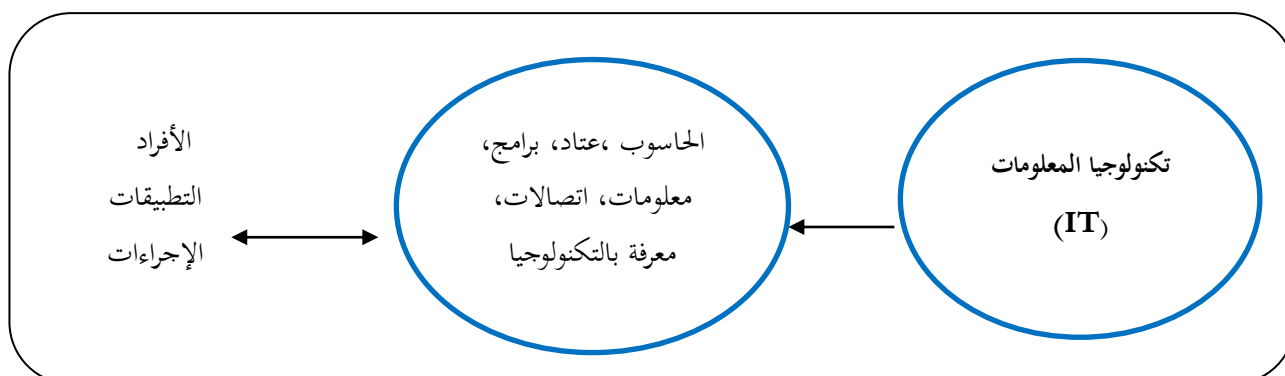 تكنولوجيا المعلومات
(IT)
الحاسوب ،عتاد، برامج،
معلومات، اتصالات،
معرفة بالتكنولوجيا
الأفراد
التطبيقات
الإجراءات